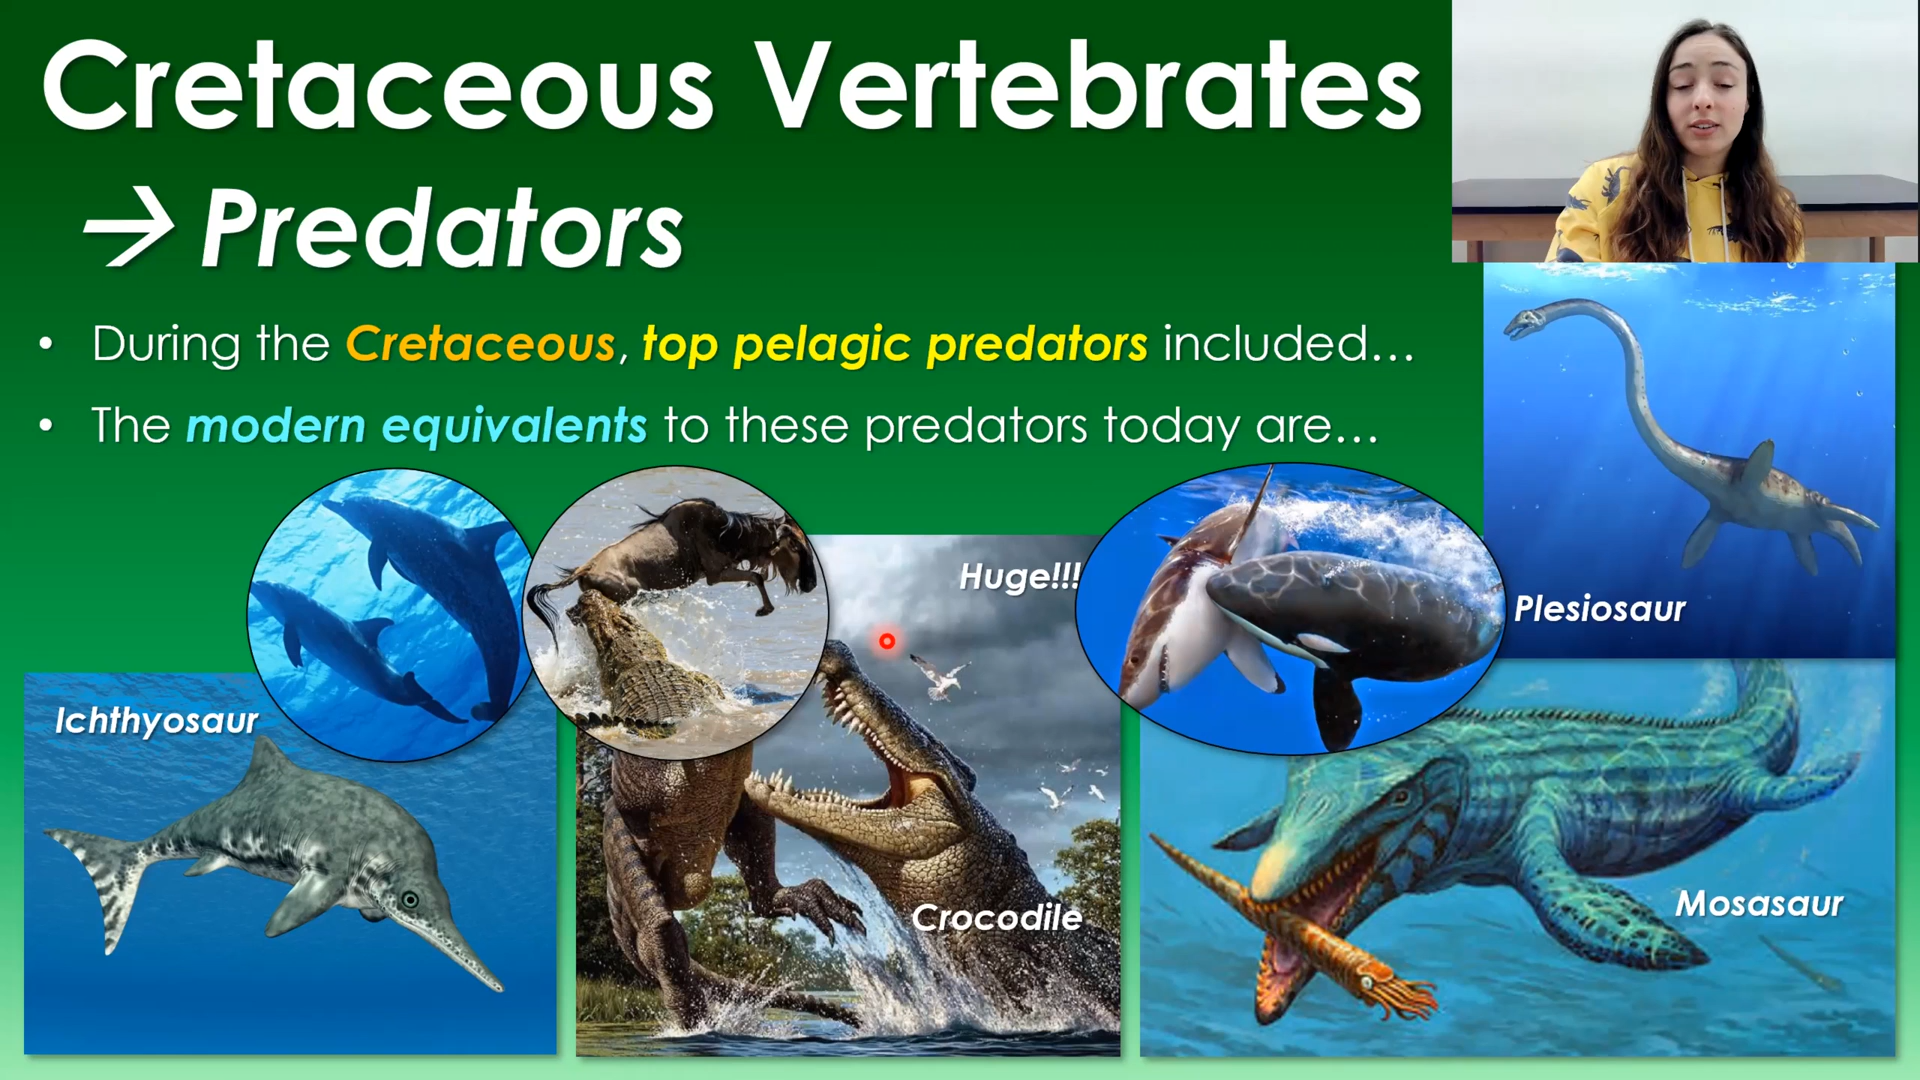 Cretaceous Vertebrates
→ Predators
• During the Cretaceous, top pelagic predators included…
• The modern equivalents to these predators today are…
Huge!!!
Plesiosaur
Ichthyosaur
Crocodile
Mosasaur